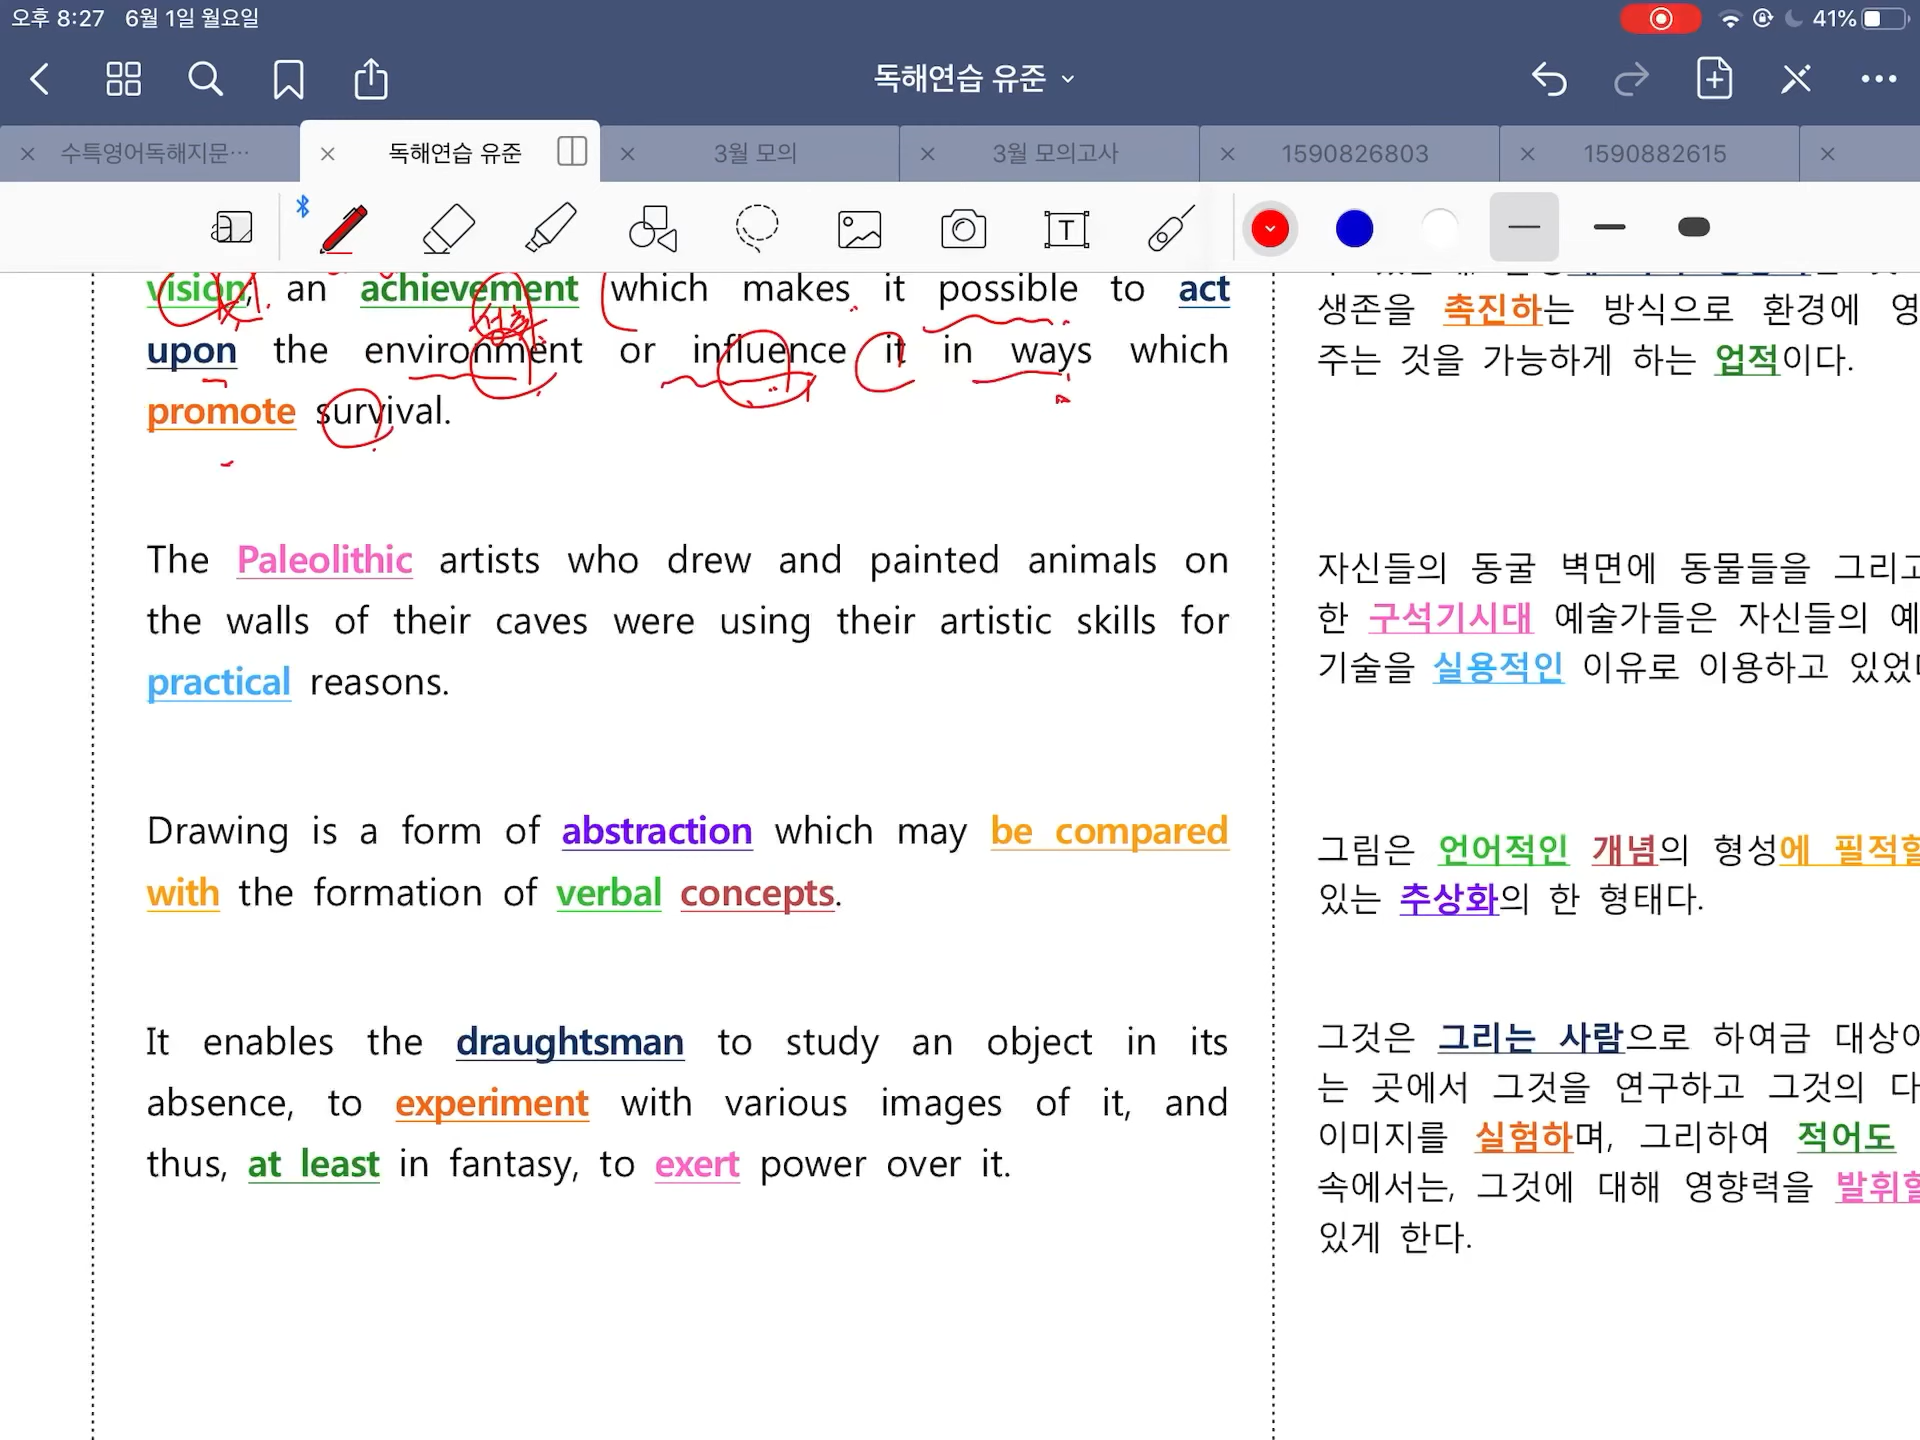 오후 8:27 6월 1일 월요일
41%
독해연습 유준
수특영어독해지문…
독해연습 유준
3월 모의
3월 모의고사
1590826803
1590882615
T
vision, an achievement which makes it possible to act
upon the environment or influence it in ways which
promote survival.
The Paleolithic artists who drew and painted animals on
the walls of their caves were using their artistic skills for
practical reasons.
Drawing is a form of abstraction which may be compared
with the formation of verbal concepts.
It enables the draughtsman to study an object in its
absence, to experiment with various images of it, and
thus, at least in fantasy, to exert power over it.
생존을 촉진하는 방식으로 환경에 영
주는 것을 가능하게 하는 업적이다.
자신들의 동굴 벽면에 동물들을 그리고
한 구석기시대 예술가들은 자신들의 예
기술을 실용적인 이유로 이용하고 있었
그림은 언어적인 개념의 형성에 필적할
있는 추상화의 한 형태다.
그것은 그리는 사람으로 하여금 대상이
는 곳에서 그것을 연구하고 그것의 다
이미지를 실험하며, 그리하여 적어도
속에서는, 그것에 대해 영향력을 발휘할
있게 한다.